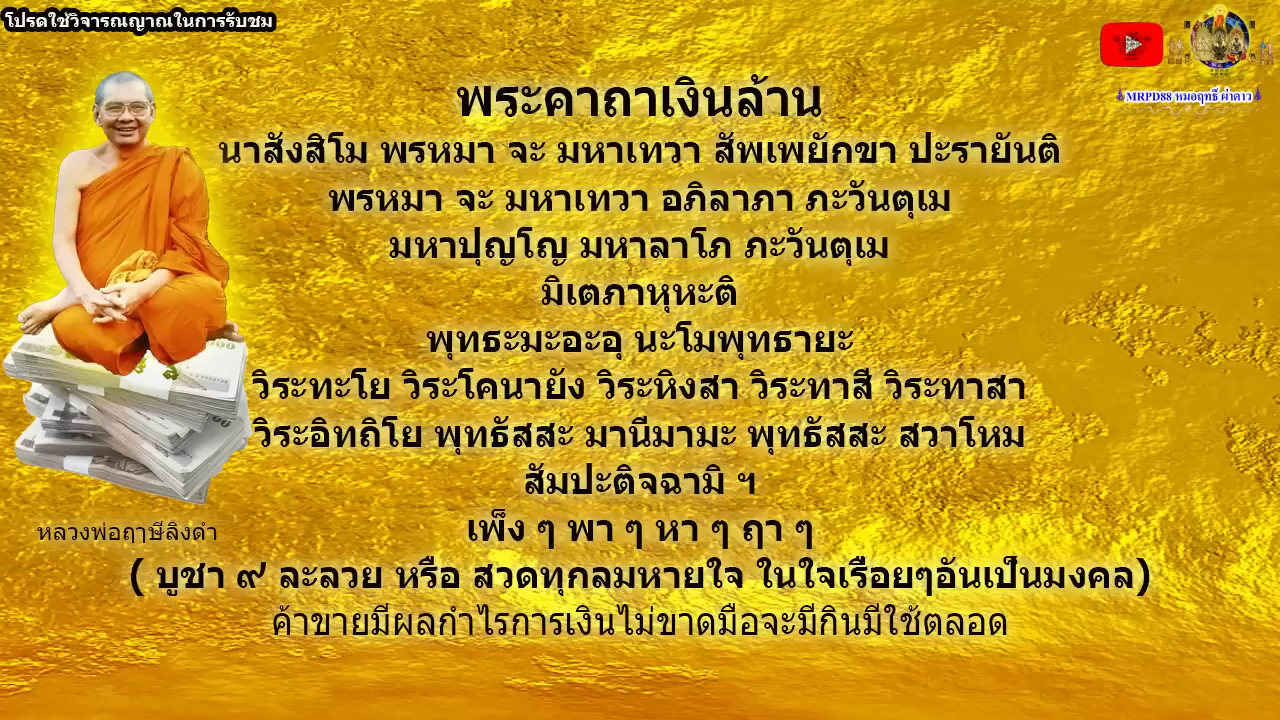 โปรดใช้วิจารณญาณในการรับชม
MRPD88 หมอฤทธิ์ ผ่าดาว
พระคาถาเงินล้าน
นาสังสิโม พรหมา จะ มหาเทวา สัพเพยักขา ปะรายันติ
พรหมา จะ มหาเทวา อภิลาภา ภะวันตุเม
มหาปุญโญ มหาลาโภ ภะวันตุเม
มิเตภาหุหะติ
พุทธะมะอะอุ นะโมพุทธายะ
วิระทะโย วิระโคนายัง วิระหิงสา วิระทาสี วิระทาสา
วิระอิทถิโย พุทธัสสะ มานีมามะ พุทธัสสะ สวาโหม
สัมปะติจฉามิ ฯ
เพ็ง ๆ พา ๆ หา ๆ ฤา ๆ
( บูชา ๙ ละลวย หรือ สวดทุกลมหายใจ ในใจเรือยๆอันเป็นมงคล)
ค้าขายมีผลกำไรการเงินไม่ขาดมือจะมีกินมีใช้ตลอด
หลวงพ่อฤๅษีลิงดำ